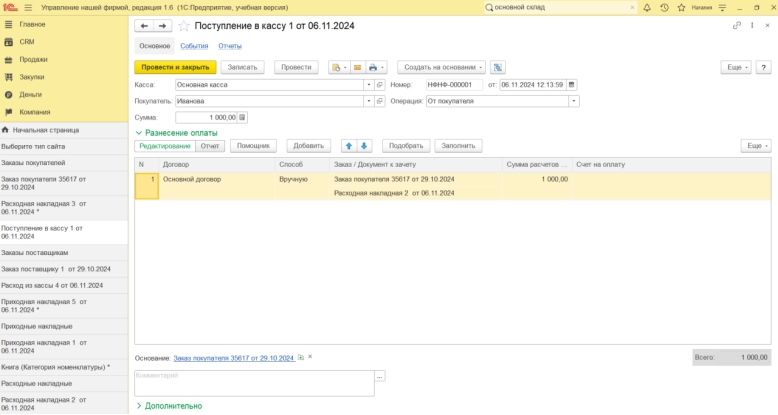 1С Управление нашей фирмой, редакция 1.6 (1С:Предприятие, учебная версия)
основной склад
Наталия
Главное
CRM
Продажи
Закупки
Деньги
Компания
Начальная страница
Выберите тип сайта
Заказы покупателей
Заказ покупателя 35617 от
29.10.2024
Расходная накладная 3 от
06.11.2024 *
Поступление в кассу 1 от
06.11.2024
Заказы поставщикам
Заказ поставщику 1 от 29.10.2024
Расход из кассы 4 от 06.11.2024
Приходная накладная 5 от
06.11.2024 *
Приходные накладные
Приходная накладная 1 от
06.11.2024
Книга (Категория номенклатуры) *
Расходные накладные
Расходная накладная 2 от
06.11.2024
Поступление в кассу 1 от 06.11.2024
Основное События Отчеты
Провести и закрыть Записать Провести Создать на основании Еще ?
Касса: Основная касса Номер: НФНФ-000001 от: 06.11.2024 12:13:59
Покупатель: Иванова Операция: От покупателя
Сумма: 1 000,00
Разнесение оплаты
Редактирование Отчет Помощник Добавить Подобрать Заполнить Еще
N Договор Способ Заказ / Документ к зачету Сумма расчетов ... Счет на оплату
1 Основной договор Вручную Заказ покупателя 35617 от 29.10.2024 1 000,00
Расходная накладная 2 от 06.11.2024
Основание: Заказ покупателя 35617 от 29.10.2024
Всего: 1 000,00
Комментарий ...
Дополнительно